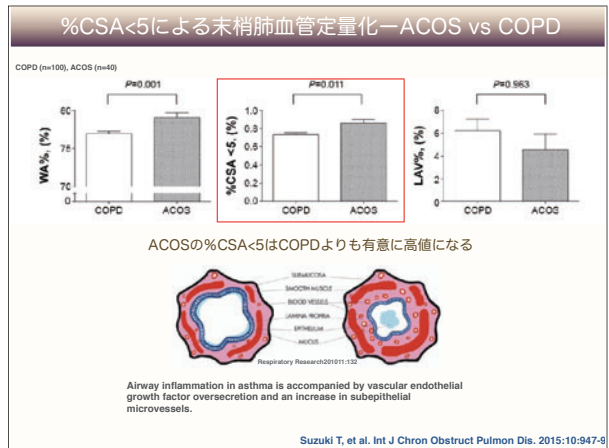 %CSA<5による末梢肺血管定量化ーACOS vs COPD
COPD (n=100), ACOS (n=40)
P=0.001
P=0.011
P=0.963
WA%, (%)
80
75
70
0
COPD
ACOS
%CSA <5, (%)
1.0
0.8
0.6
0.4
0.2
0.0
COPD
ACOS
LAV%, (%)
8
6
4
2
0
COPD
ACOS
ACOSの%CSA<5はCOPDよりも有意に高値になる
SUBMUCOSA
SMOOTH MUSCLE
BLOOD VESSELS
LAMINA PROPRIA
EPITHELIUM
MUCUS
Respiratory Research201011:132
Airway inflammation in asthma is accompanied by vascular endothelial
growth factor oversecretion and an increase in subepithelial
microvessels.
Suzuki T, et al. Int J Chron Obstruct Pulmon Dis. 2015:10:947-9